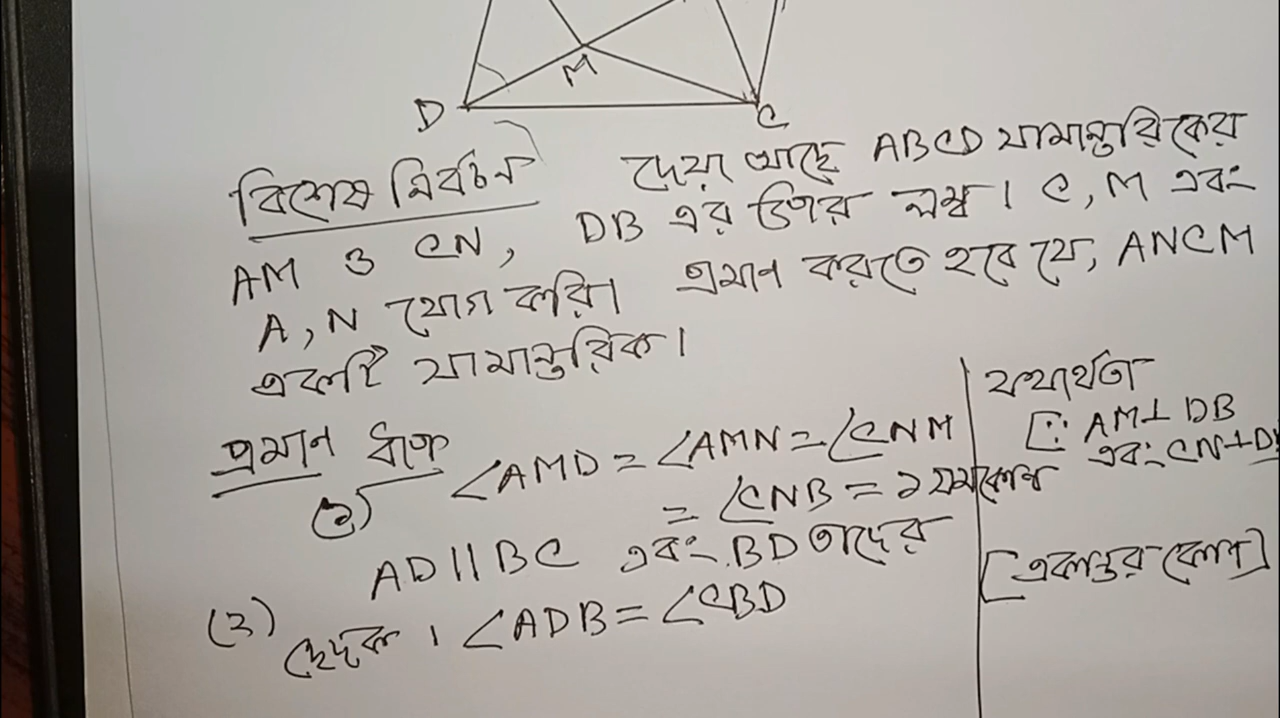 M
D
C
বিশেষ নির্বচন দেয়া আছে ABCD সামান্তরিকের
AM ও CN, DB এর উপর লম্ব । C, M এবং
A, N যোগ করি। প্রমাণ করতে হবে যে, ANCM
একটি সামান্তরিক।
প্রমান ধাপ যথার্থতা
(১) ∠AMD = ∠AMN = ∠CNM [∵ AM⊥ DB
= ∠CNB = ১ সমকোণ এবং CN⊥D
(২) AD||BC এবং BD তাদের
ছেদক । ∠ADB = ∠CBD [একান্তর কোণ]